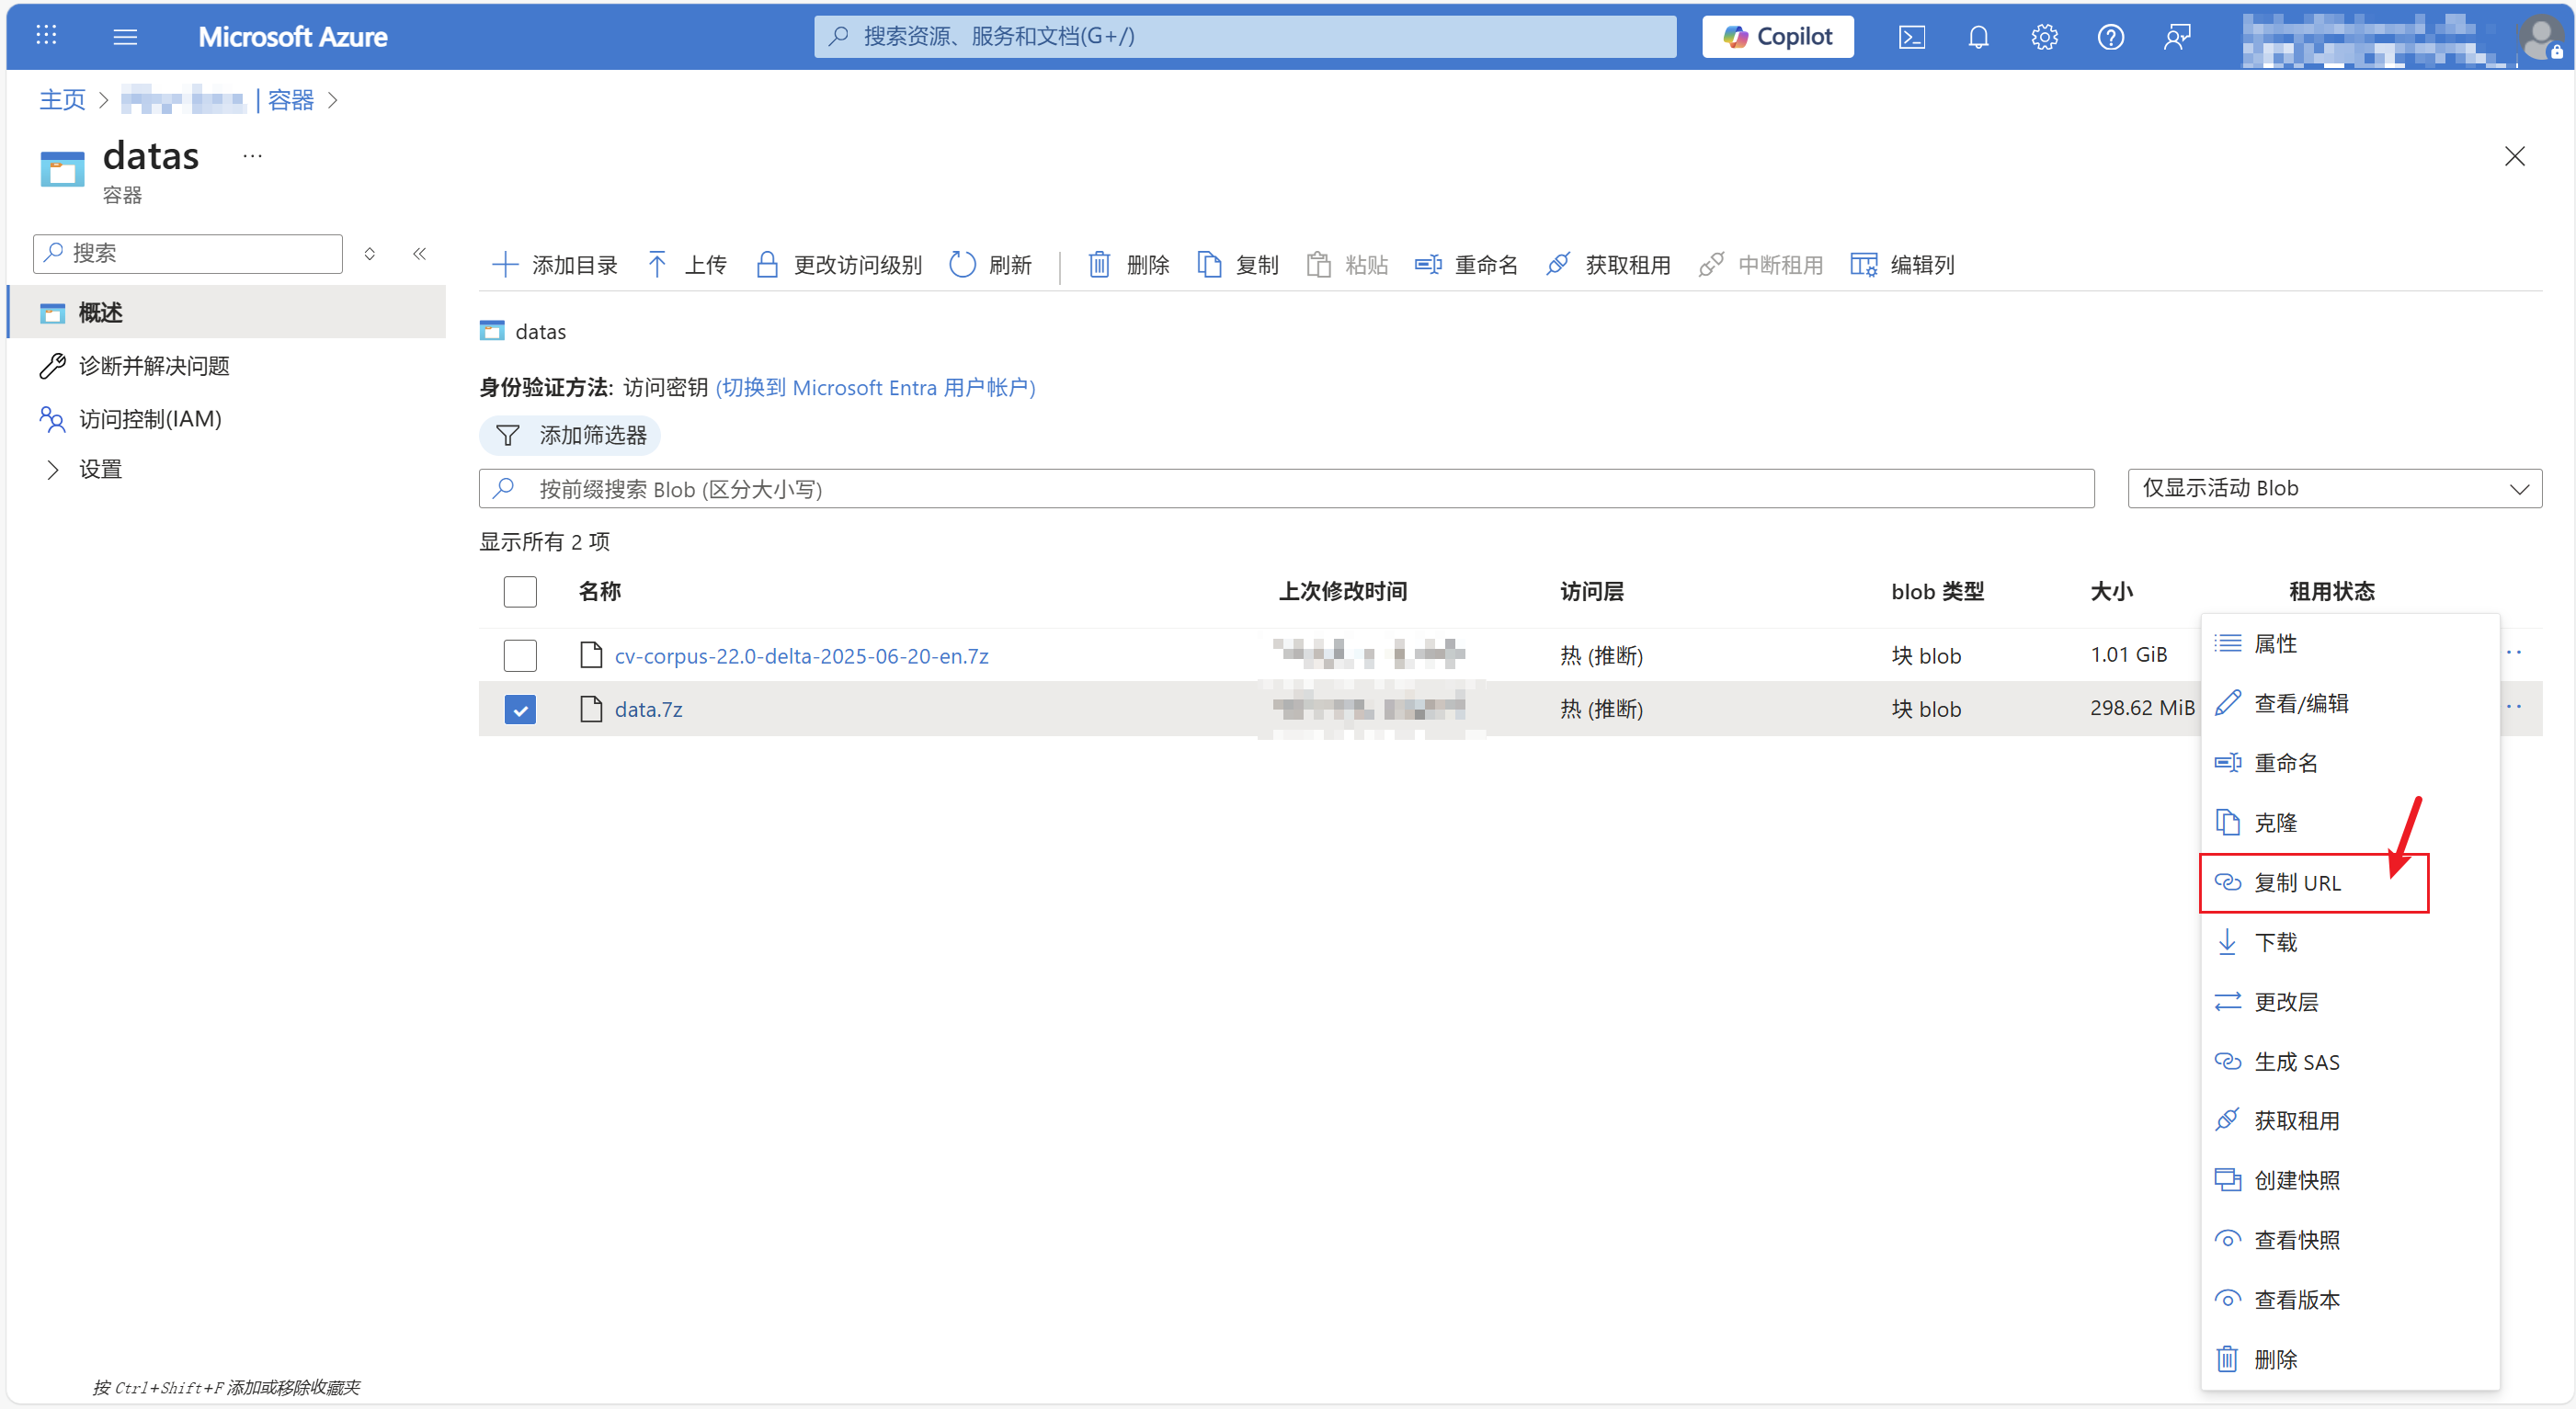 Microsoft Azure
搜索资源、服务和文档(G+/)
Copilot
主页 > | 容器 >
datas ...
容器
搜索
概述
诊断并解决问题
访问控制(IAM)
设置
添加目录 上传 更改访问级别 刷新 删除 复制 粘贴 重命名 获取租用 中断租用 编辑列
datas
身份验证方法: 访问密钥 (切换到 Microsoft Entra 用户帐户)
添加筛选器
按前缀搜索 Blob (区分大小写)
仅显示活动 Blob
显示所有 2 项
名称 上次修改时间 访问层 blob 类型 大小 租用状态
cv-corpus-22.0-delta-2025-06-20-en.7z 热 (推断) 块 blob 1.01 GiB
data.7z 热 (推断) 块 blob 298.62 MiB
属性
查看/编辑
重命名
克隆
复制 URL
下载
更改层
生成 SAS
获取租用
创建快照
查看快照
查看版本
删除
按 Ctrl+Shift+F 添加或移除收藏夹